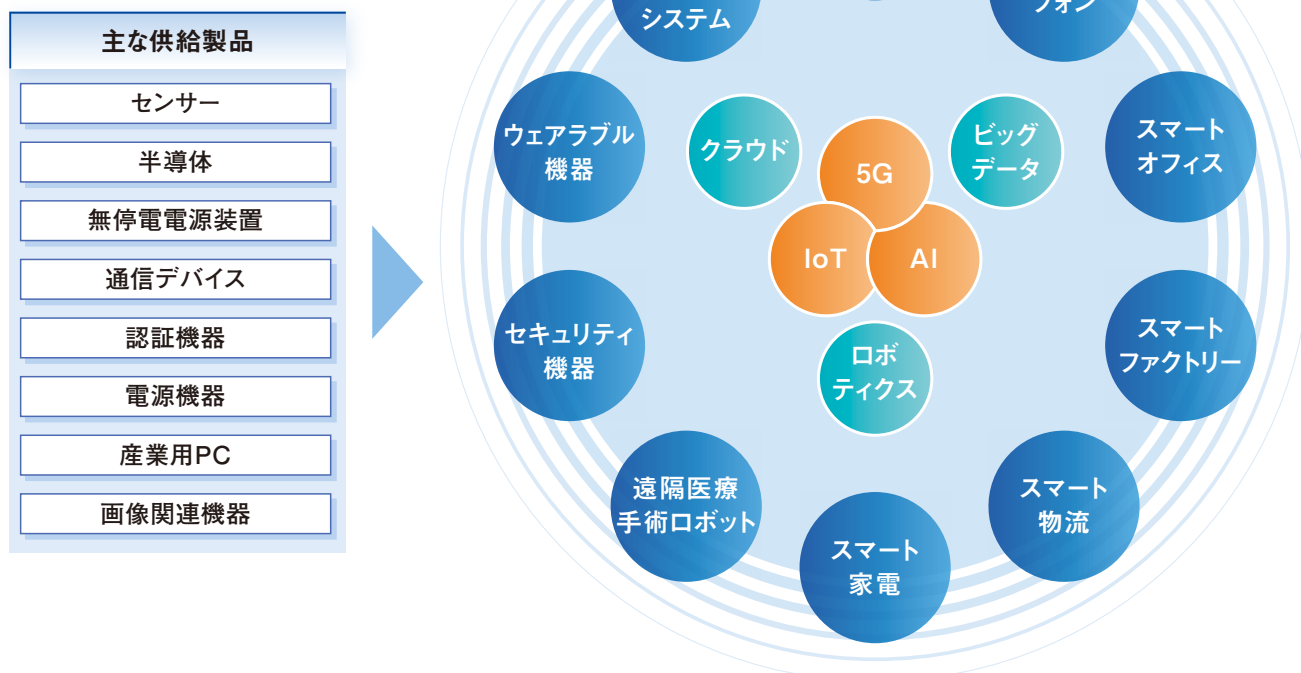 主な供給製品
センサー
半導体
無停電電源装置
通信デバイス
認証機器
電源機器
産業用PC
画像関連機器
システム
フォン
ウェアラブル
機器
クラウド
5G
ビッグ
データ
スマート
オフィス
IoT
AI
セキュリティ
機器
ロボ
ティクス
スマート
ファクトリー
遠隔医療
手術ロボット
スマート
家電
スマート
物流